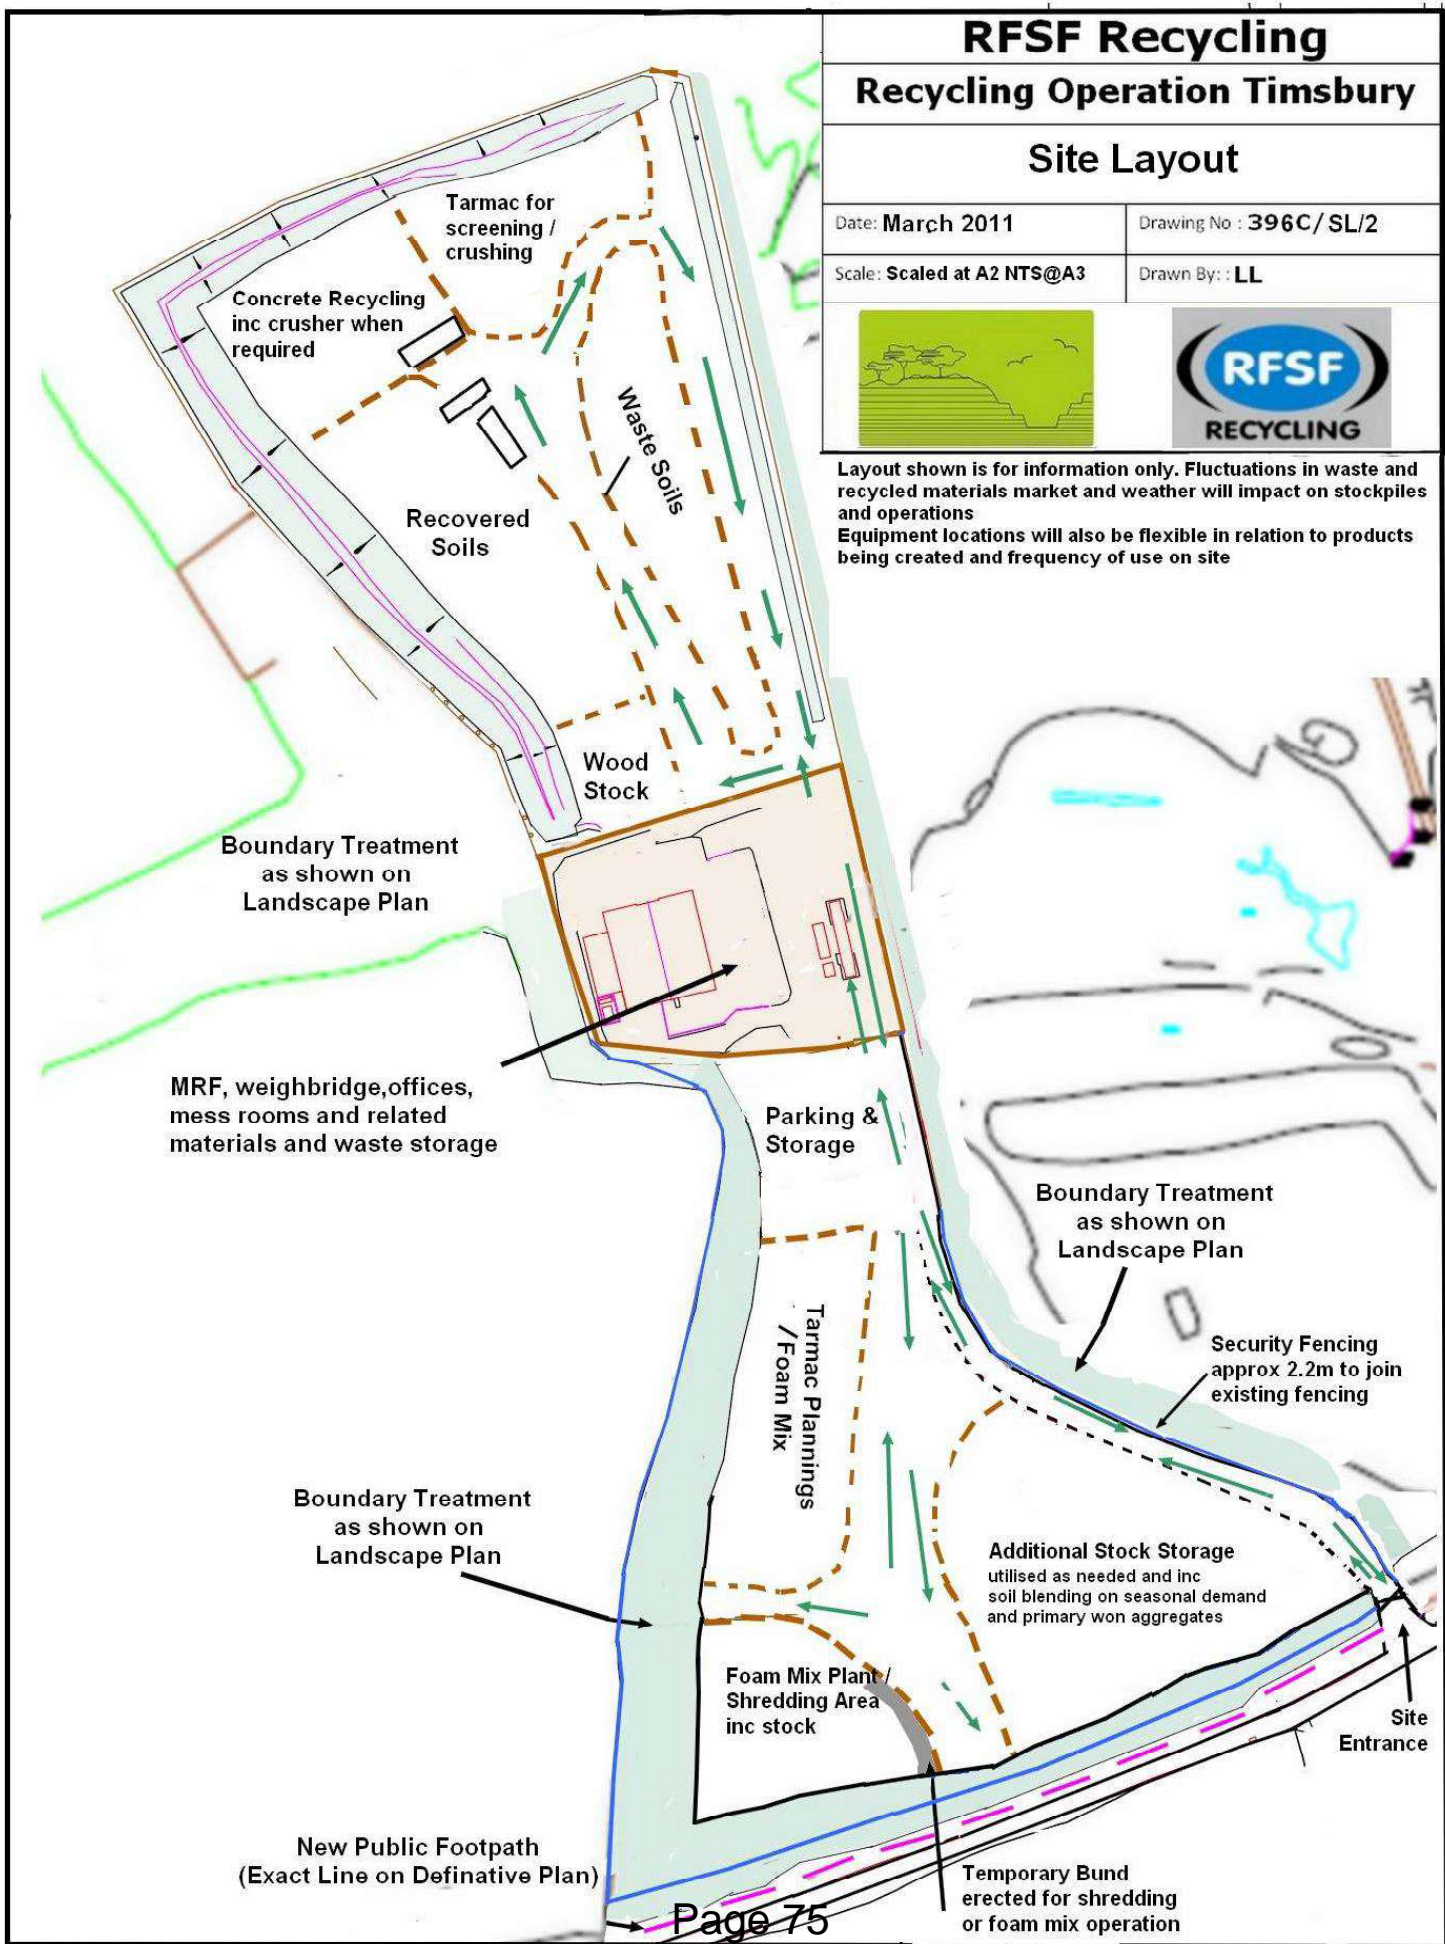 RFSF Recycling
Recycling Operation Timsbury
Site Layout
Date: March 2011
Drawing No : 396C/ SL/2
Scale: Scaled at A2 NTS@A3
Drawn By: : LL
RFSF
RECYCLING
Layout shown is for information only. Fluctuations in waste and
recycled materials market and weather will impact on stockpiles
and operations
Equipment locations will also be flexible in relation to products
being created and frequency of use on site
Tarmac for
screening /
crushing
Concrete Recycling
inc crusher when
required
Waste Soils
Recovered
Soils
Wood
Stock
Boundary Treatment
as shown on
Landscape Plan
MRF, weighbridge,offices,
mess rooms and related
materials and waste storage
Parking &
Storage
Boundary Treatment
as shown on
Landscape Plan
Security Fencing
approx 2.2m to join
existing fencing
Tarmac Plannings
/Foam Mix
Boundary Treatment
as shown on
Landscape Plan
Additional Stock Storage
utilised as needed and inc
soil blending on seasonal demand
and primary won aggregates
Foam Mix Plant /
Shredding Area
inc stock
Site
Entrance
New Public Footpath
(Exact Line on Definative Plan)
Temporary Bund
erected for shredding
or foam mix operation
Page 75